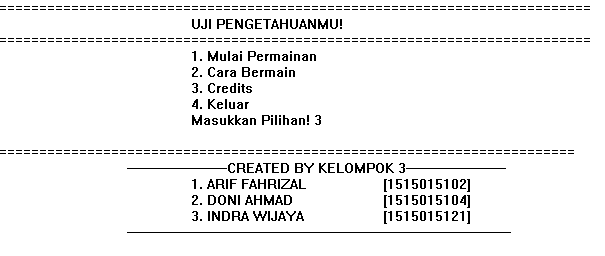 UJI PENGETAHUANMU!
1. Mulai Permainan
2. Cara Bermain
3. Credits
4. Keluar
Masukkan Pilihan! 3
CREATED BY KELOMPOK 3
1. ARIF FAHRIZAL [1515015102]
2. DONI AHMAD [1515015104]
3. INDRA WIJAYA [1515015121]